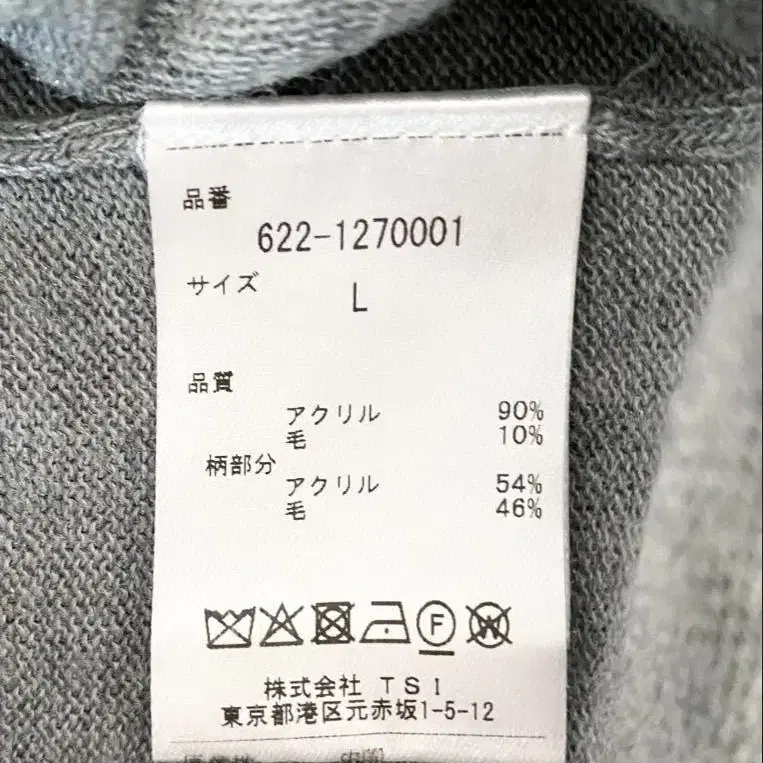 品番
622-1270001
サイズ
L
品質
アクリル 90%
毛 10%
柄部分
アクリル 54%
毛 46%
F
W
株式会社 TSI
東京都港区元赤坂1-5-12